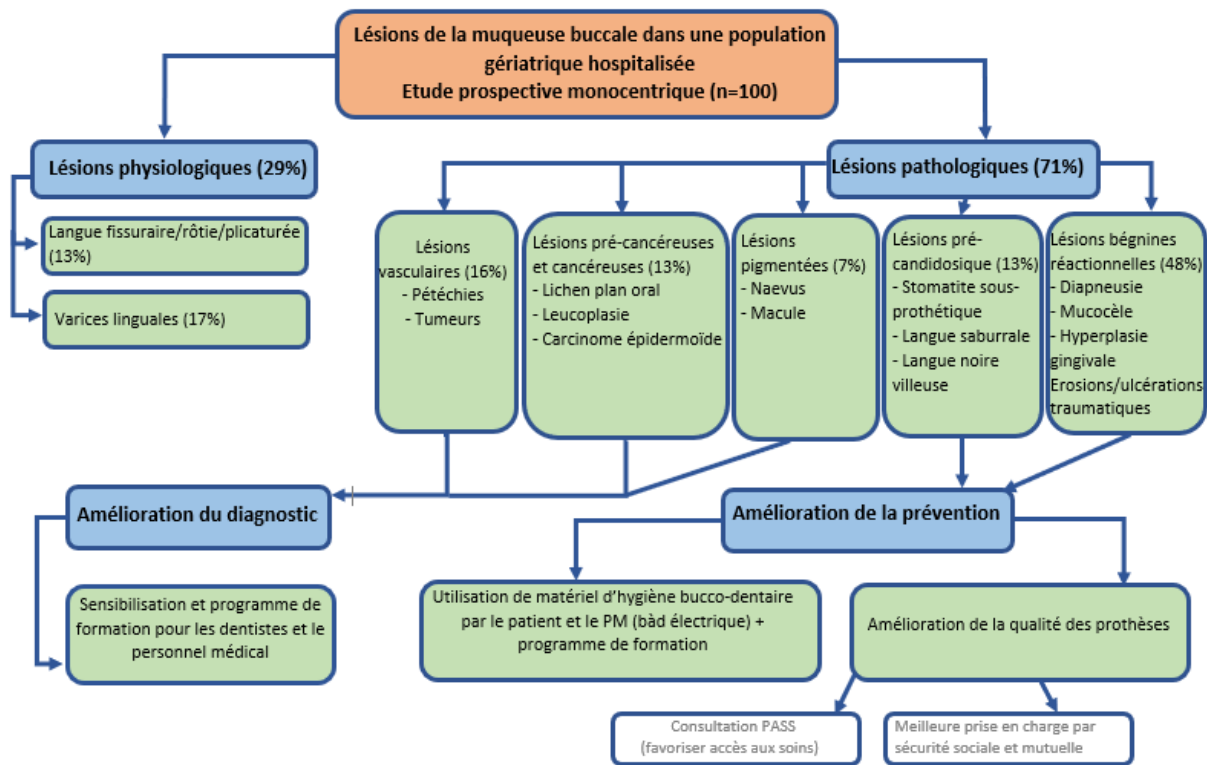 Lésions de la muqueuse buccale dans une population
gériatrique hospitalisée
Etude prospective monocentrique (n=100)
Lésions physiologiques (29%)
Lésions pathologiques (71%)
Langue fissuraire/rôtie/plicaturée
(13%)
Varices linguales (17%)
Lésions
vasculaires (16%)
- Pétéchies
- Tumeurs
Lésions pré-cancéreuses
et cancéreuses (13%)
- Lichen plan oral
- Leucoplasie
- Carcinome épidermoïde
Lésions
pigmentées (7%)
- Naevus
- Macule
Lésions pré-
candidosique (13%)
- Stomatite sous-
prothétique
- Langue saburrale
- Langue noire
villeuse
Lésions bégnines
réactionnelles (48%)
- Diapneusie
- Mucocèle
- Hyperplasie
gingivale
Erosions/ulcérations
traumatiques
Amélioration du diagnostic
Amélioration de la prévention
Sensibilisation et programme de
formation pour les dentistes et le
personnel médical
Utilisation de matériel d'hygiène bucco-dentaire
par le patient et le PM (bàd électrique) +
programme de formation
Amélioration de la qualité des prothèses
Consultation PASS
(favoriser accès aux soins)
Meilleure prise en charge par
sécurité sociale et mutuelle